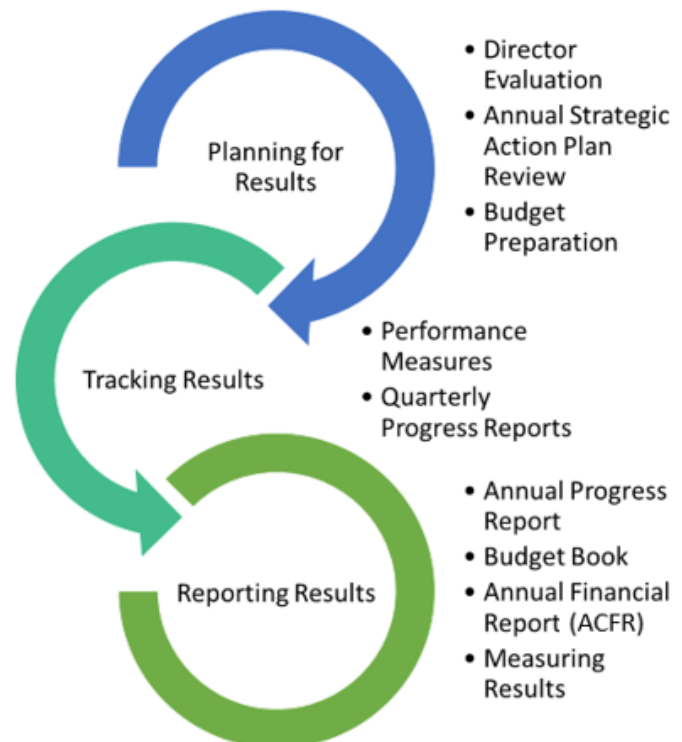 Planning for
Results
• Director
Evaluation
• Annual Strategic
Action Plan
Review
• Budget
Preparation
Tracking Results
• Performance
Measures
• Quarterly
Progress Reports
Reporting Results
• Annual Progress
Report
• Budget Book
• Annual Financial
Report (ACFR)
• Measuring
Results